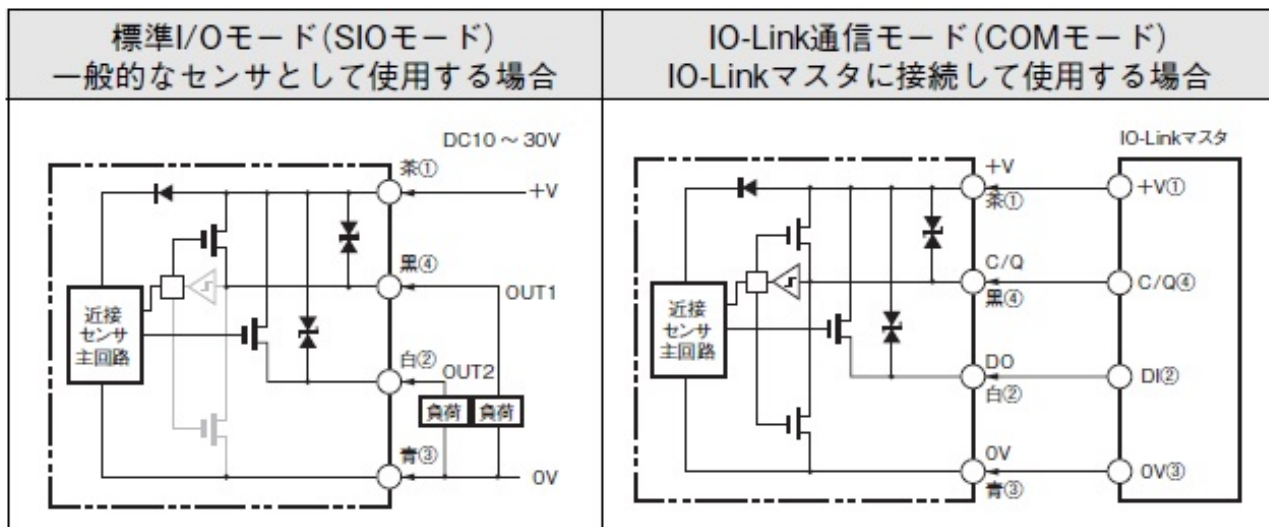 標準I/Oモード(SIOモード)
一般的なセンサとして使用する場合
IO-Link通信モード(COMモード)
IO-Linkマスタに接続して使用する場合
DC10～30V
茶①
+V
黒④
OUT1
近接
センサ
主回路
白②
OUT2
負荷 負荷
青③
0V
IO-Linkマスタ
+V
茶①
+V①
C/Q
黒④
C/Q④
近接
センサ
主回路
DO
白②
DI②
0V
青③
0V③